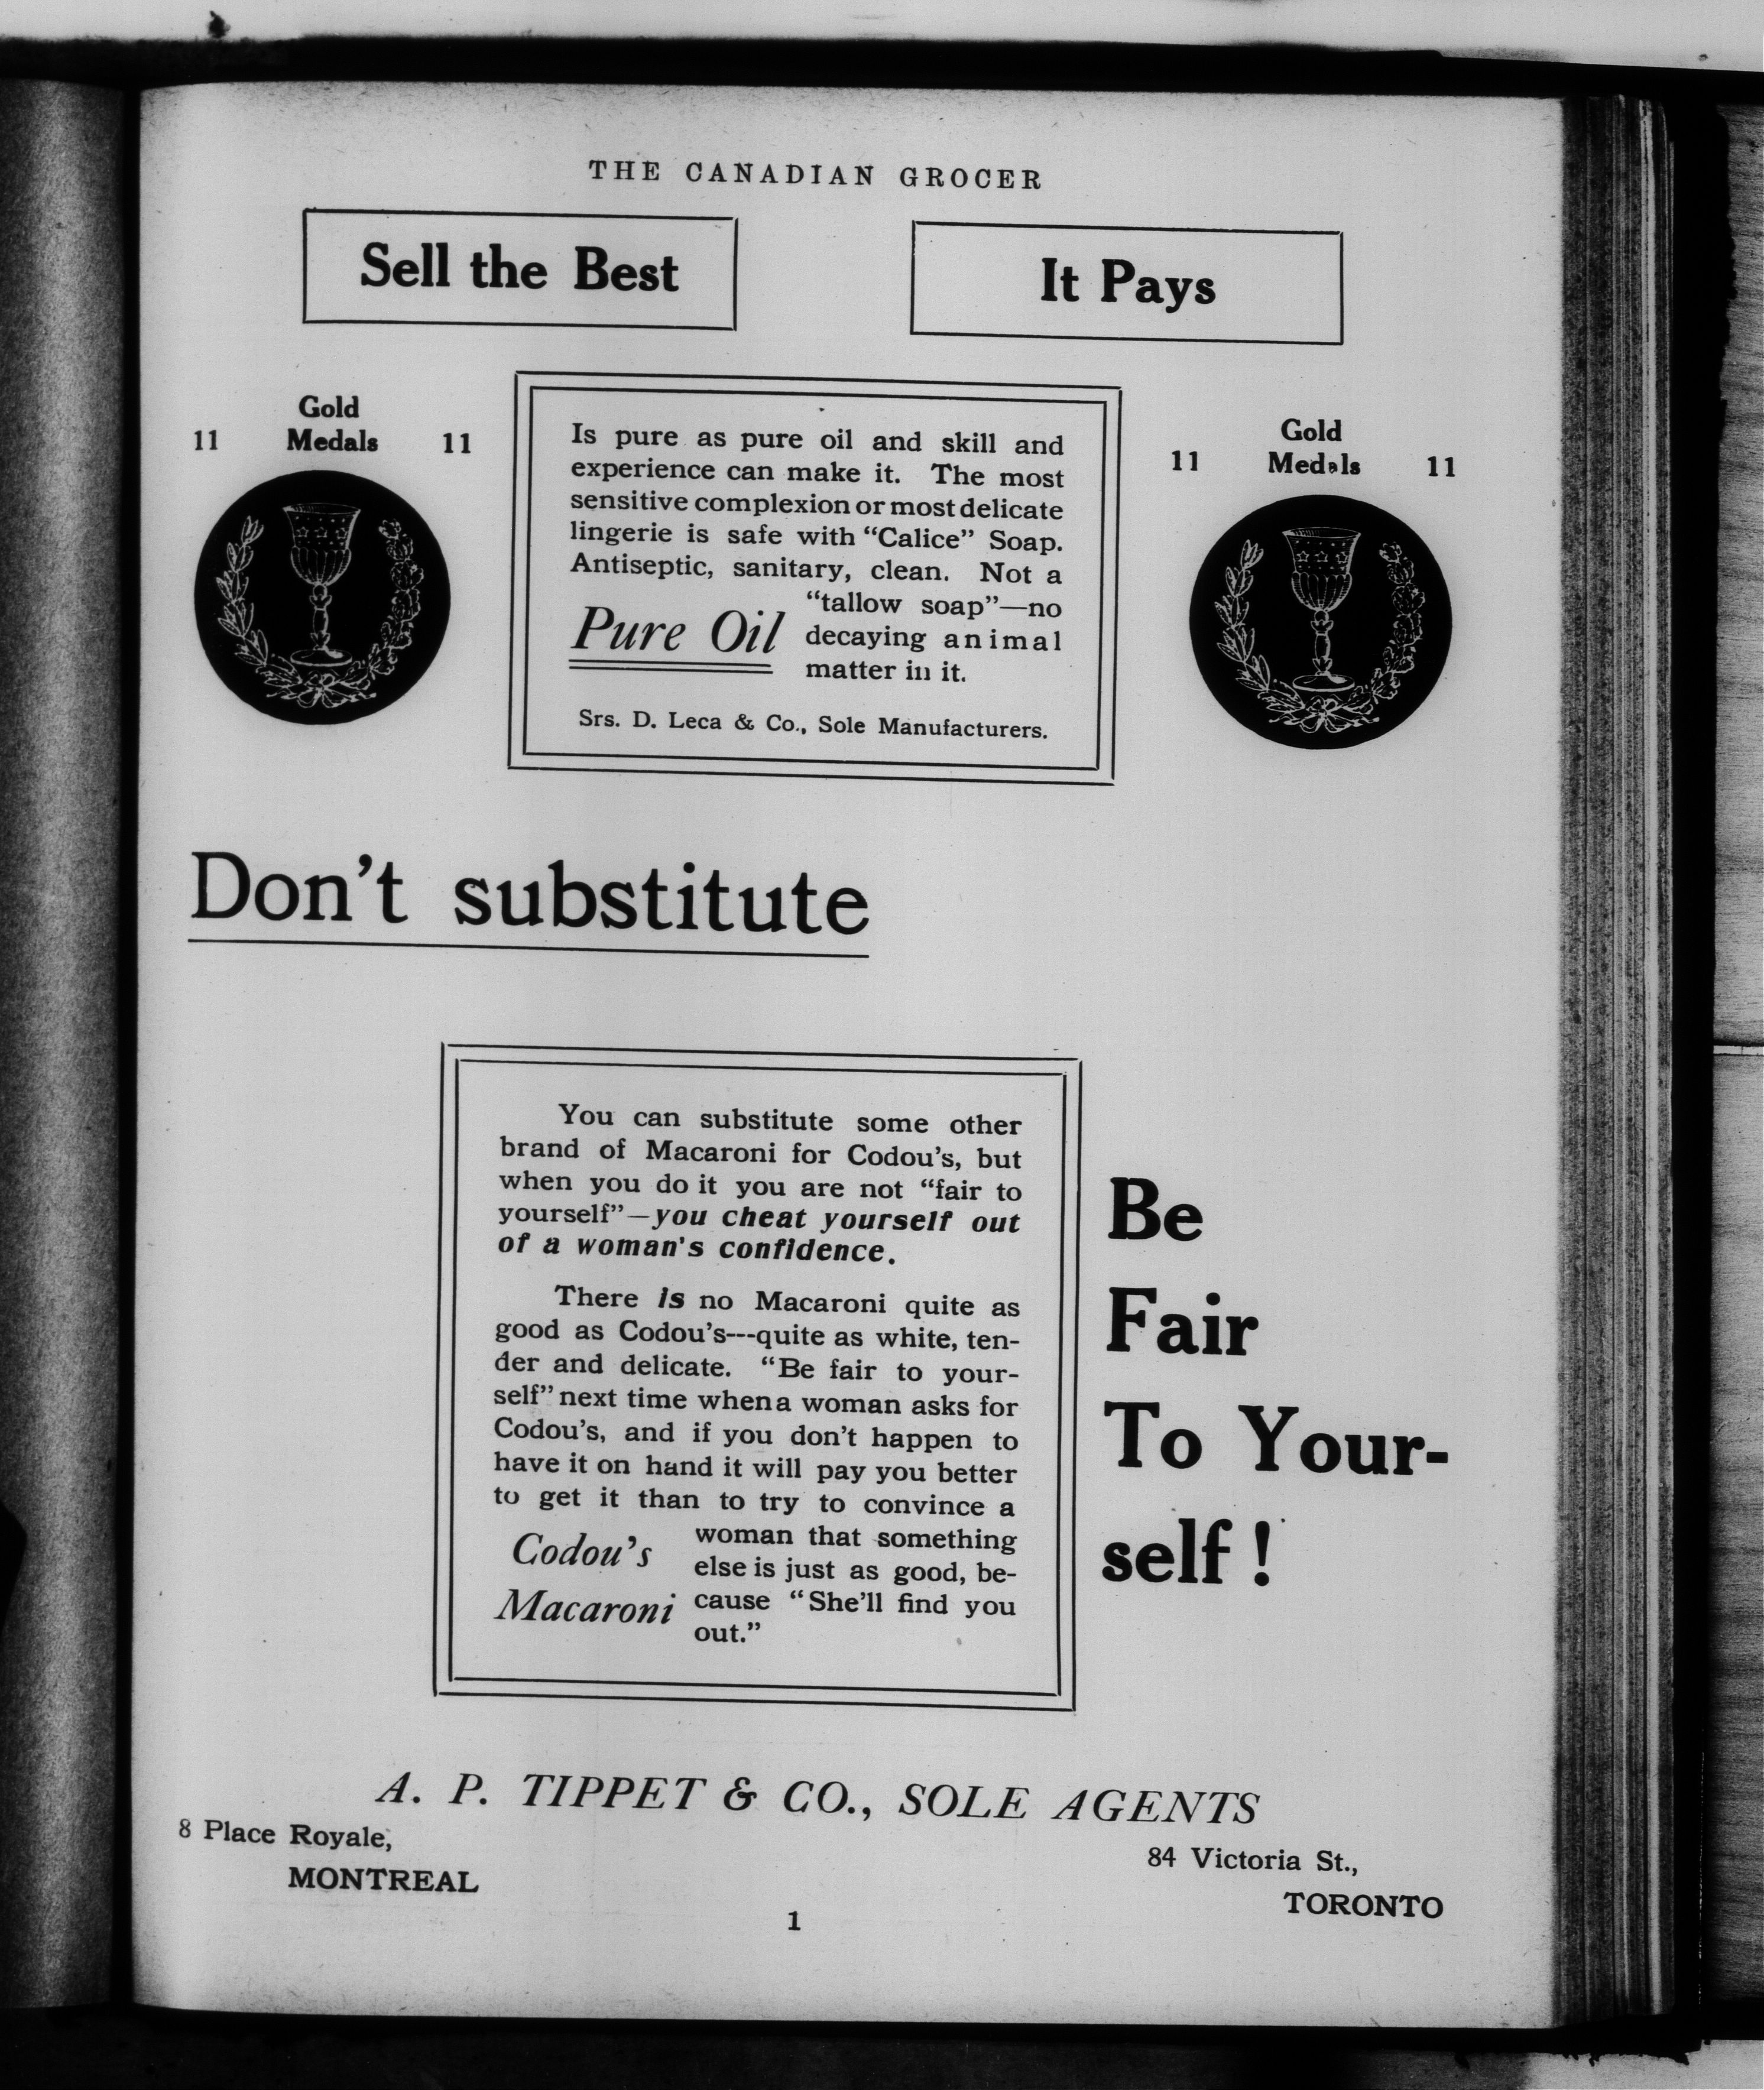 THE CANADIAN GROCER
Sell the Best
It Pays
Gold
11 Medals 11
Is pure as pure oil and skill and
experience can make it. The most
sensitive complexion or most delicate
lingerie is safe with “Calice” Soap.
Antiseptic, sanitary, clean. Not a
“tallow soap”—no
decaying animal
matter in it.
Pure Oil
Srs. D. Leca & Co., Sole Manufacturers.
Gold
11 Medals 11
Don't substitute
You can substitute some other
brand of Macaroni for Codou's, but
when you do it you are not “fair to
yourself”—you cheat yourself out
of a woman's confidence.
There is no Macaroni quite as
good as Codou's---quite as white, ten-
der and delicate. “Be fair to your-
self” next time when a woman asks for
Codou's, and if you don't happen to
have it on hand it will pay you better
to get it than to try to convince a
woman that something
else is just as good, be-
cause “She'll find you
out.”
Codou's
Macaroni
Be
Fair
To Your-
self!
A. P. TIPPET & CO., SOLE AGENTS
8 Place Royale,
MONTREAL
84 Victoria St.,
TORONTO
1